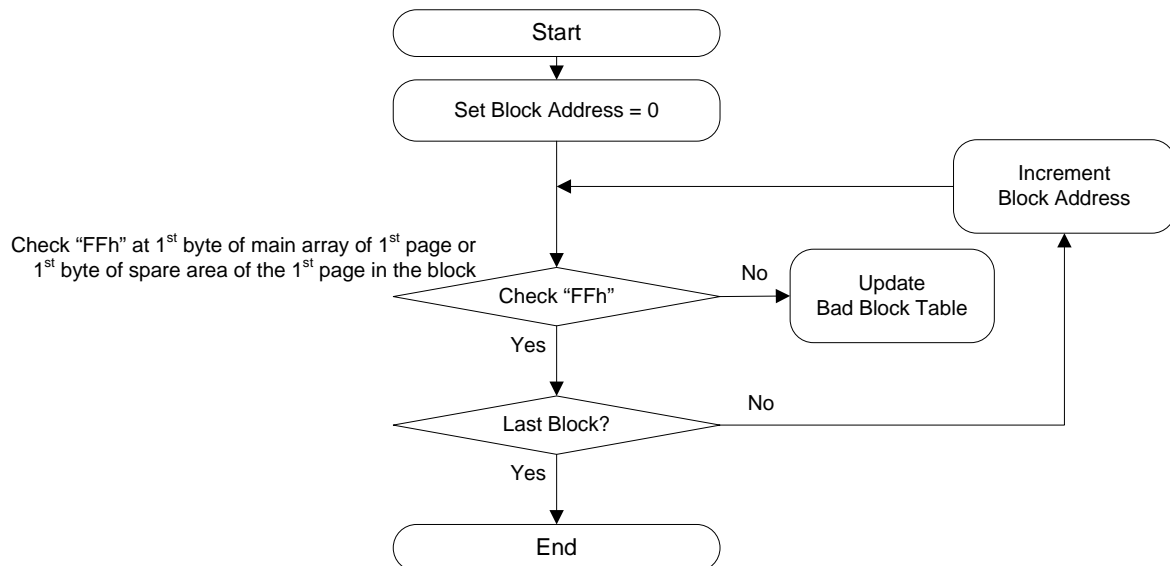 Start
Set Block Address = 0
Increment
Block Address
Check “FFh” at 1st byte of main array of 1st page or
1st byte of spare area of the 1st page in the block
Check “FFh”
No
Update
Bad Block Table
Yes
Last Block?
No
Yes
End